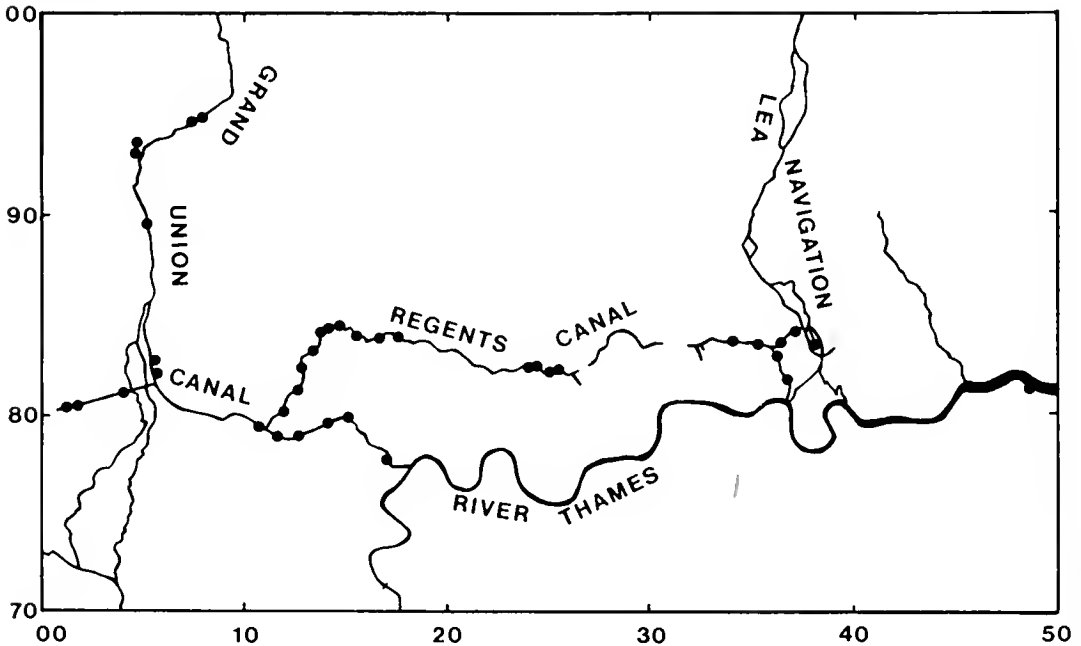 00
GRAND
LEA
NAVIGATION
90
UNION
REGENTS CANAL
CANAL
80
RIVER THAMES
70
00 10 20 30 40 50